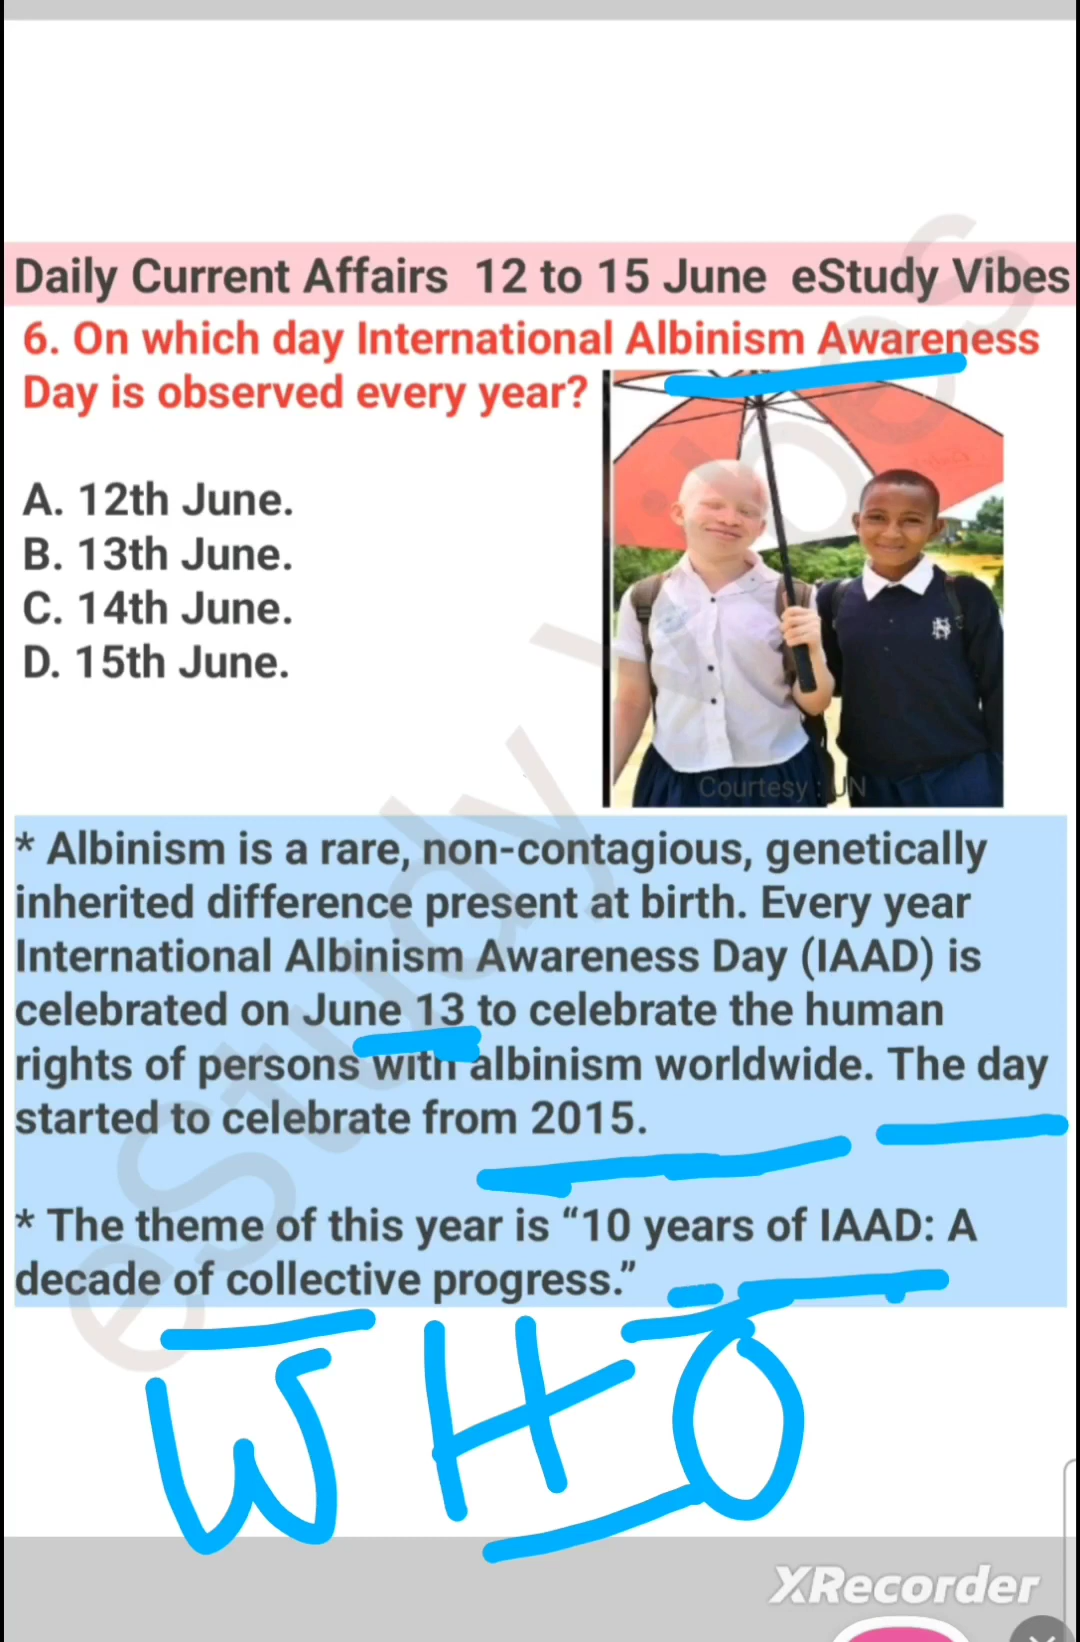 Daily Current Affairs 12 to 15 June eStudy Vibes
6. On which day International Albinism Awareness
Day is observed every year?
A. 12th June.
B. 13th June.
C. 14th June.
D. 15th June.
Courtesy : UN
* Albinism is a rare, non-contagious, genetically
inherited difference present at birth. Every year
International Albinism Awareness Day (IAAD) is
celebrated on June 13 to celebrate the human
rights of persons with albinism worldwide. The day
started to celebrate from 2015.
* The theme of this year is “10 years of IAAD: A
decade of collective progress.”
WHO
eStudy Vibes
XRecorder